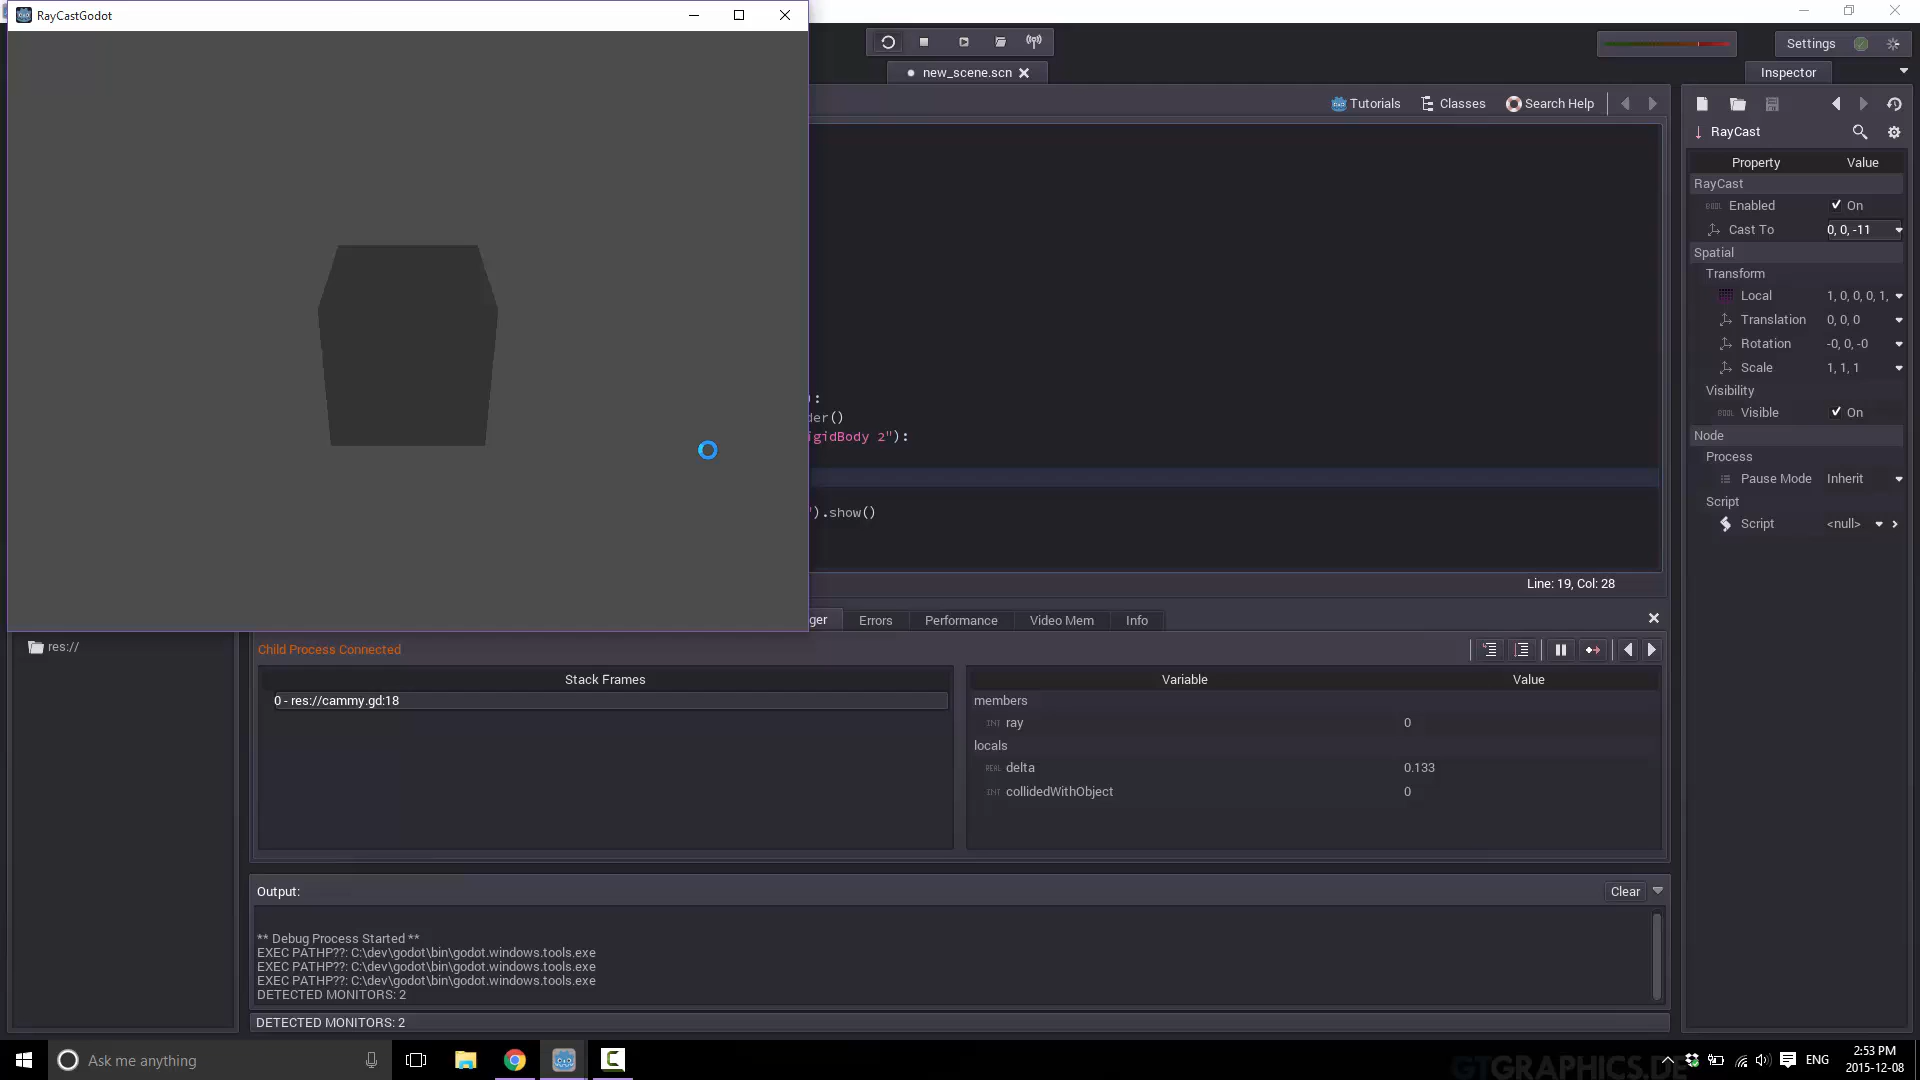 RayCastGodot
new_scene.scn
Settings
Inspector
Tutorials
Classes
Search Help
RayCast
Property Value
RayCast
Enabled On
Cast To 0, 0, -11
Spatial
Transform
Local 1, 0, 0, 0, 1,
Translation 0, 0, 0
Rotation -0, 0, -0
Scale 1, 1, 1
Visibility
Visible On
Node
Process
Pause Mode Inherit
Script
Script <null>
):
der()
igidBody 2"):
").show()
Line: 19, Col: 28
ger Errors Performance Video Mem Info
res://
Child Process Connected
Stack Frames
0 - res://cammy.gd:18
Variable Value
members
INT ray 0
locals
REAL delta 0.133
INT collidedWithObject 0
Output: Clear
** Debug Process Started **
EXEC PATHP??: C:\dev\godot\bin\godot.windows.tools.exe
EXEC PATHP??: C:\dev\godot\bin\godot.windows.tools.exe
EXEC PATHP??: C:\dev\godot\bin\godot.windows.tools.exe
DETECTED MONITORS: 2
DETECTED MONITORS: 2
Ask me anything
GTGRAPHICS.DE
ENG
2:53 PM
2015-12-08